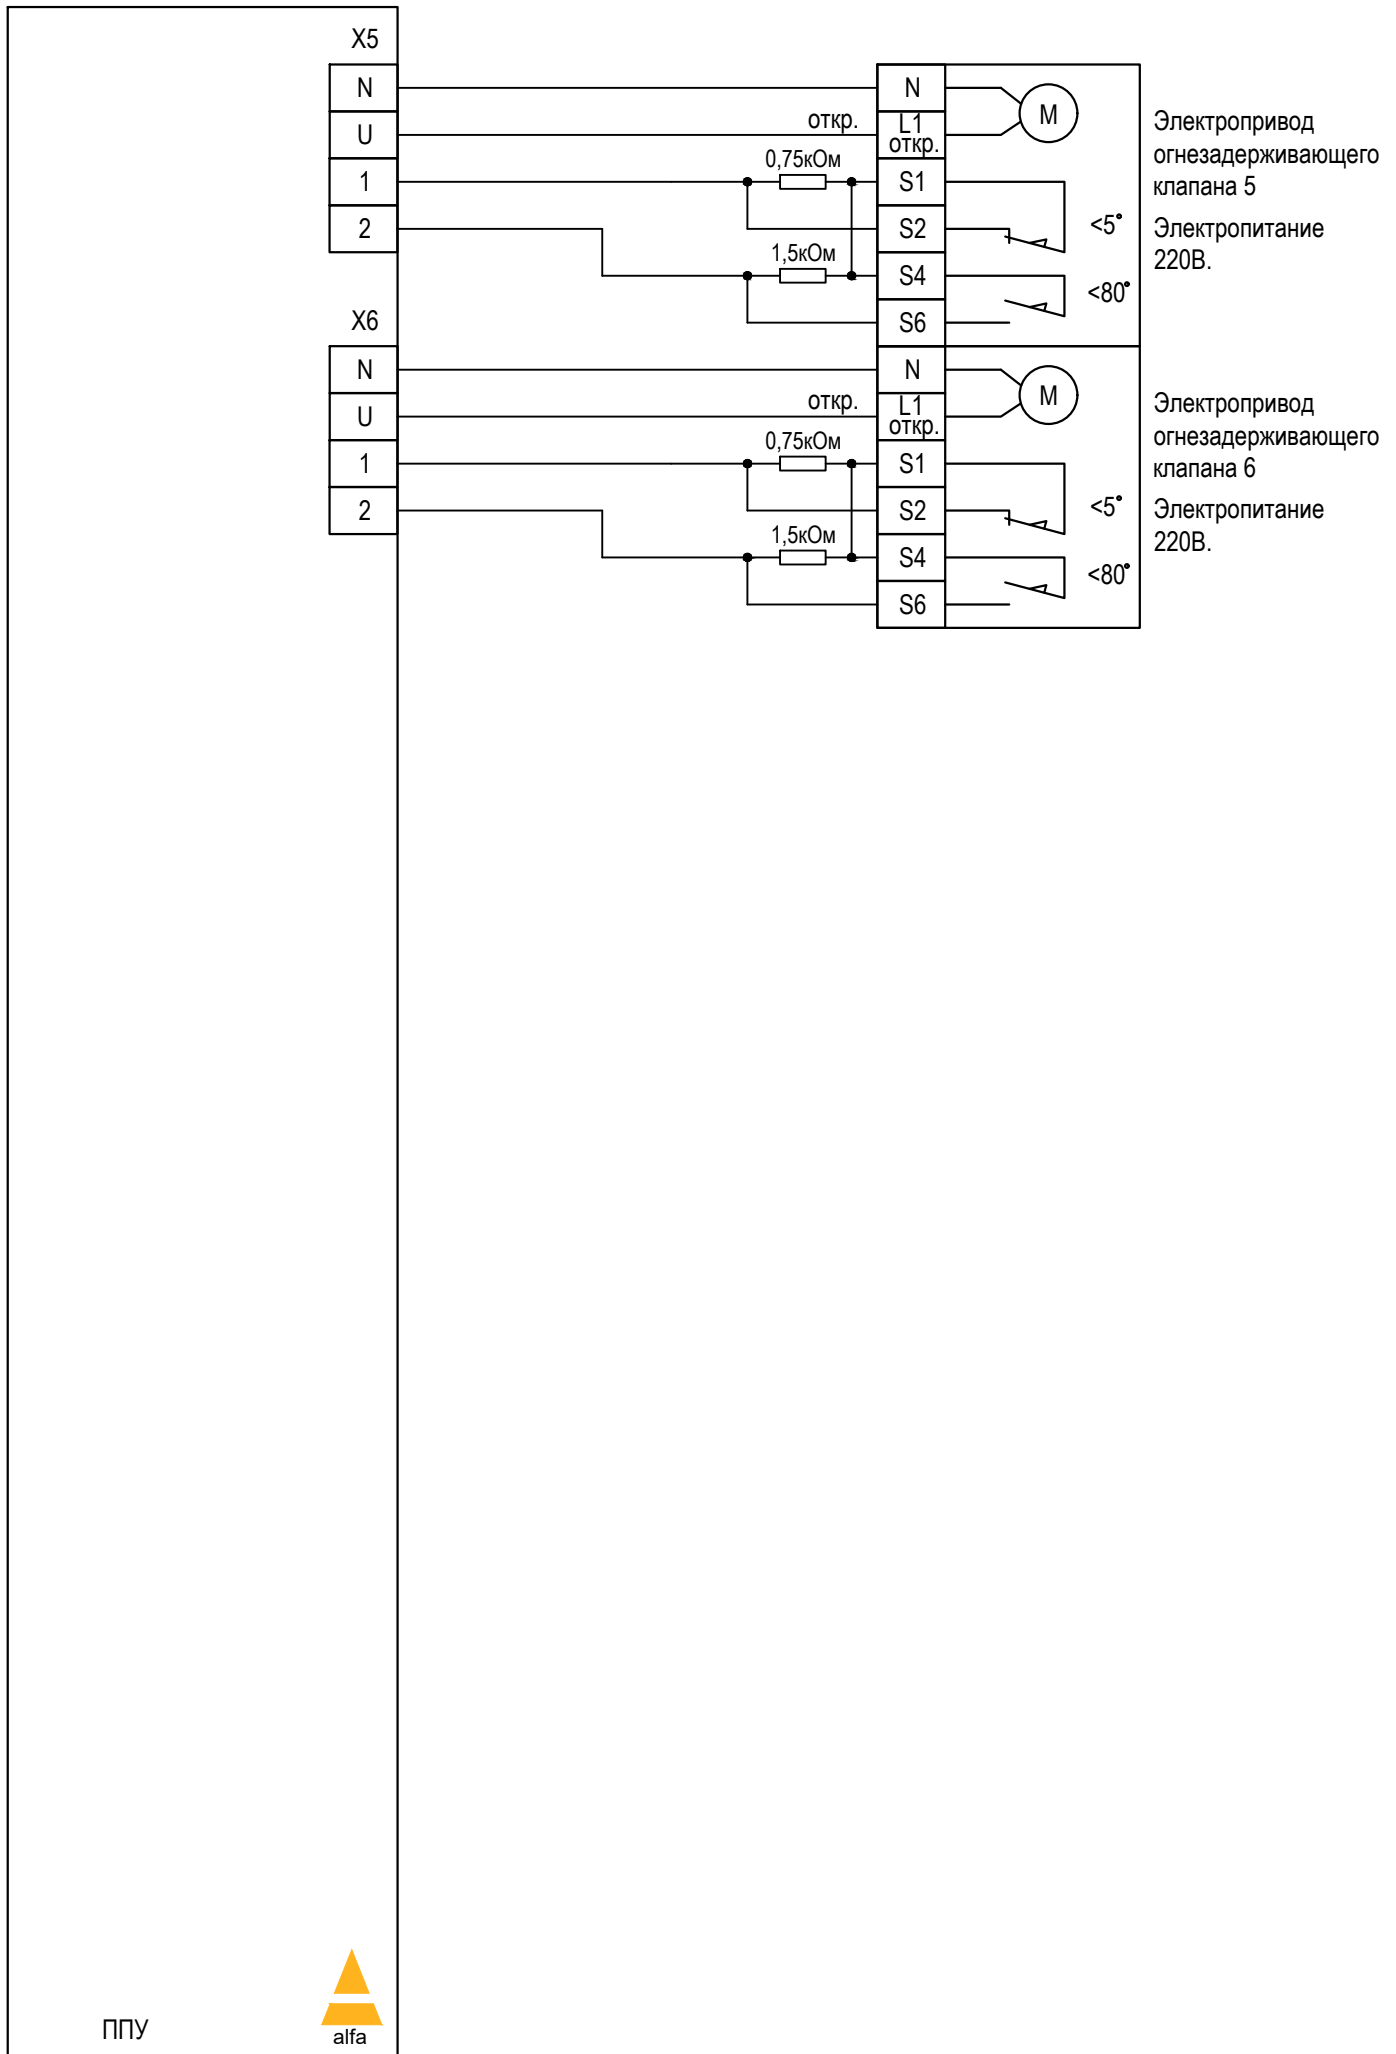 X5
N
U
1
2
откр.
0,75кОм
1,5кОм
N
L1
откр.
S1
S2
S4
S6
M
<5°
<80°
Электропривод
огнезадерживающего
клапана 5
Электропитание
220В.
X6
N
U
1
2
откр.
0,75кОм
1,5кОм
N
L1
откр.
S1
S2
S4
S6
M
<5°
<80°
Электропривод
огнезадерживающего
клапана 6
Электропитание
220В.
ППУ
alfa